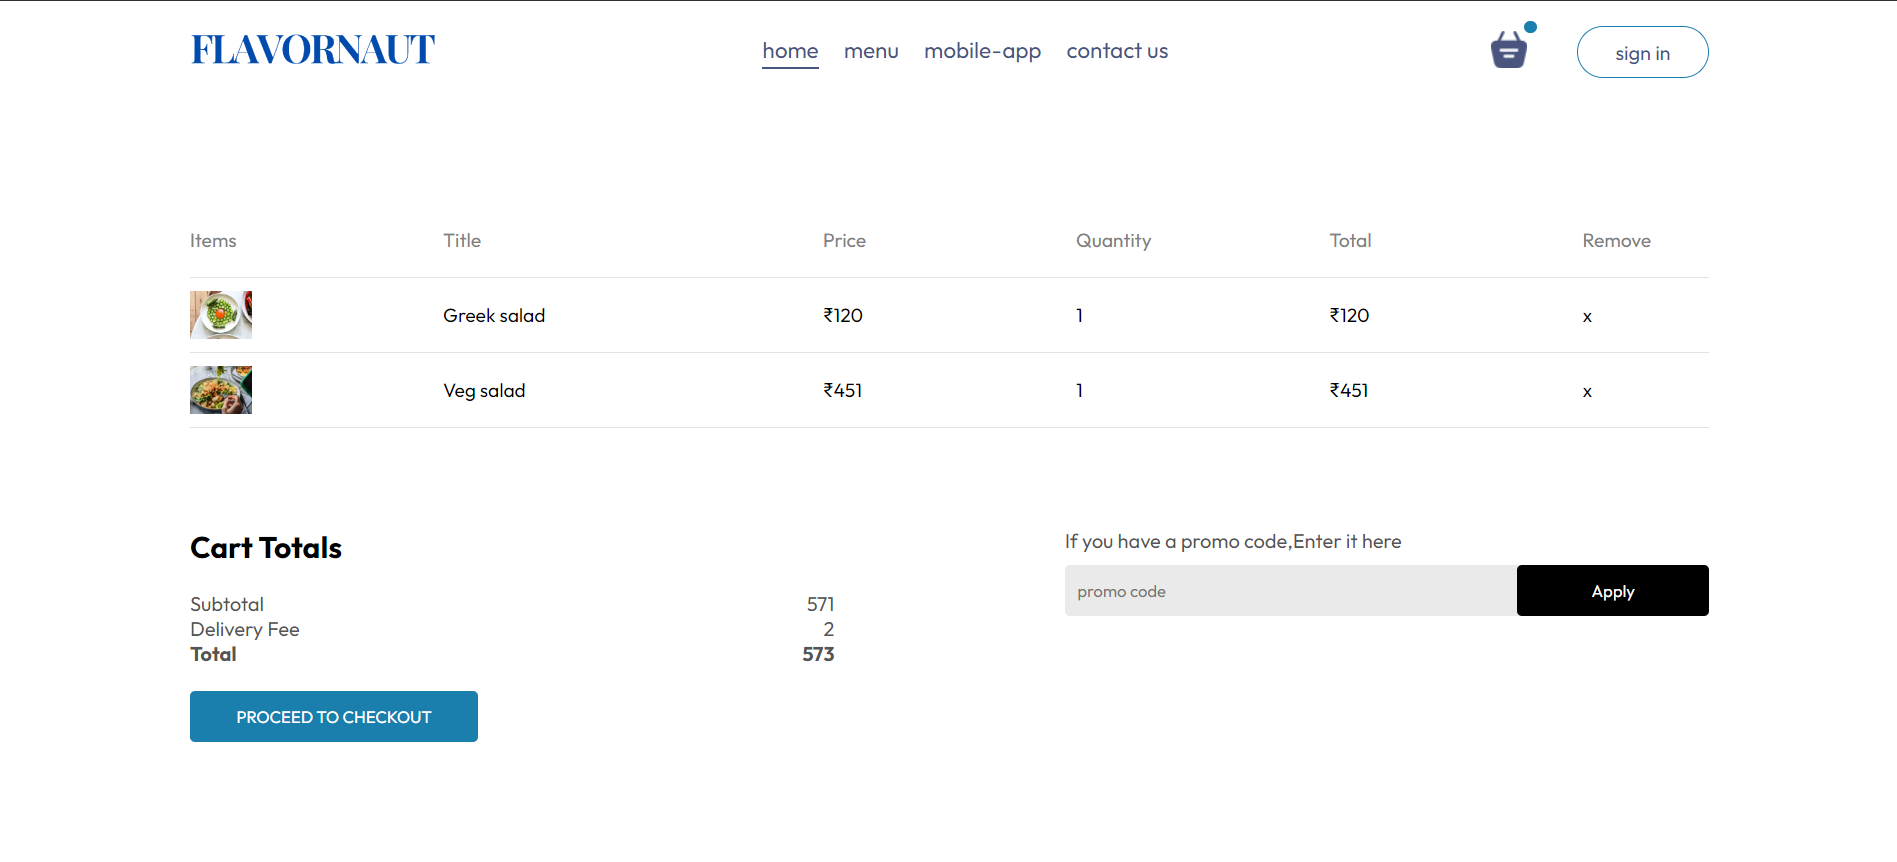 FLAVORNAUT home menu mobile-app contact us sign in
Items Title Price Quantity Total Remove
Greek salad ₹120 1 ₹120 x
Veg salad ₹451 1 ₹451 x
Cart Totals
Subtotal 571
Delivery Fee 2
Total 573
PROCEED TO CHECKOUT
If you have a promo code,Enter it here
promo code Apply